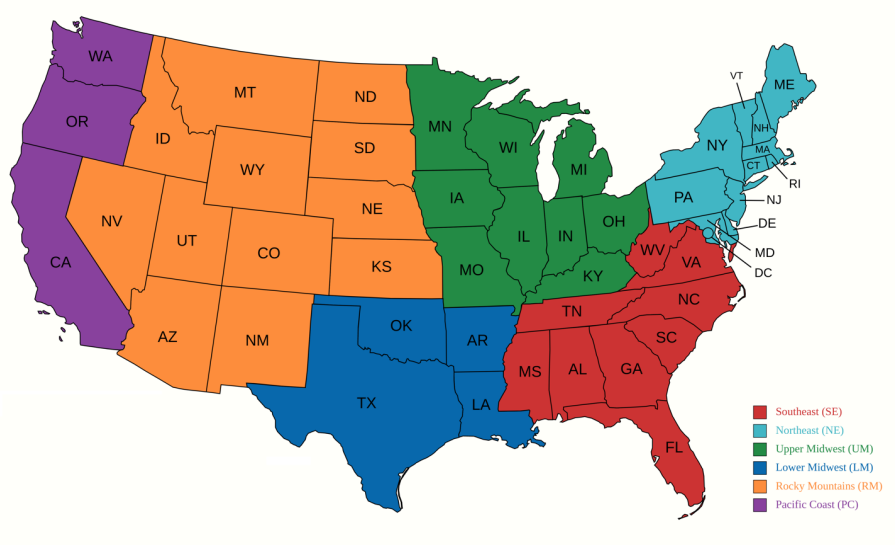 WA
OR
CA
NV
ID
MT
WY
UT
CO
AZ
NM
ND
SD
NE
KS
OK
TX
MN
IA
MO
AR
LA
WI
IL
MI
IN
OH
KY
TN
MS
AL
GA
FL
SC
NC
VA
WV
PA
NY
VT
NH
ME
MA
CT
RI
NJ
DE
MD
DC
Southeast (SE)
Northeast (NE)
Upper Midwest (UM)
Lower Midwest (LM)
Rocky Mountains (RM)
Pacific Coast (PC)